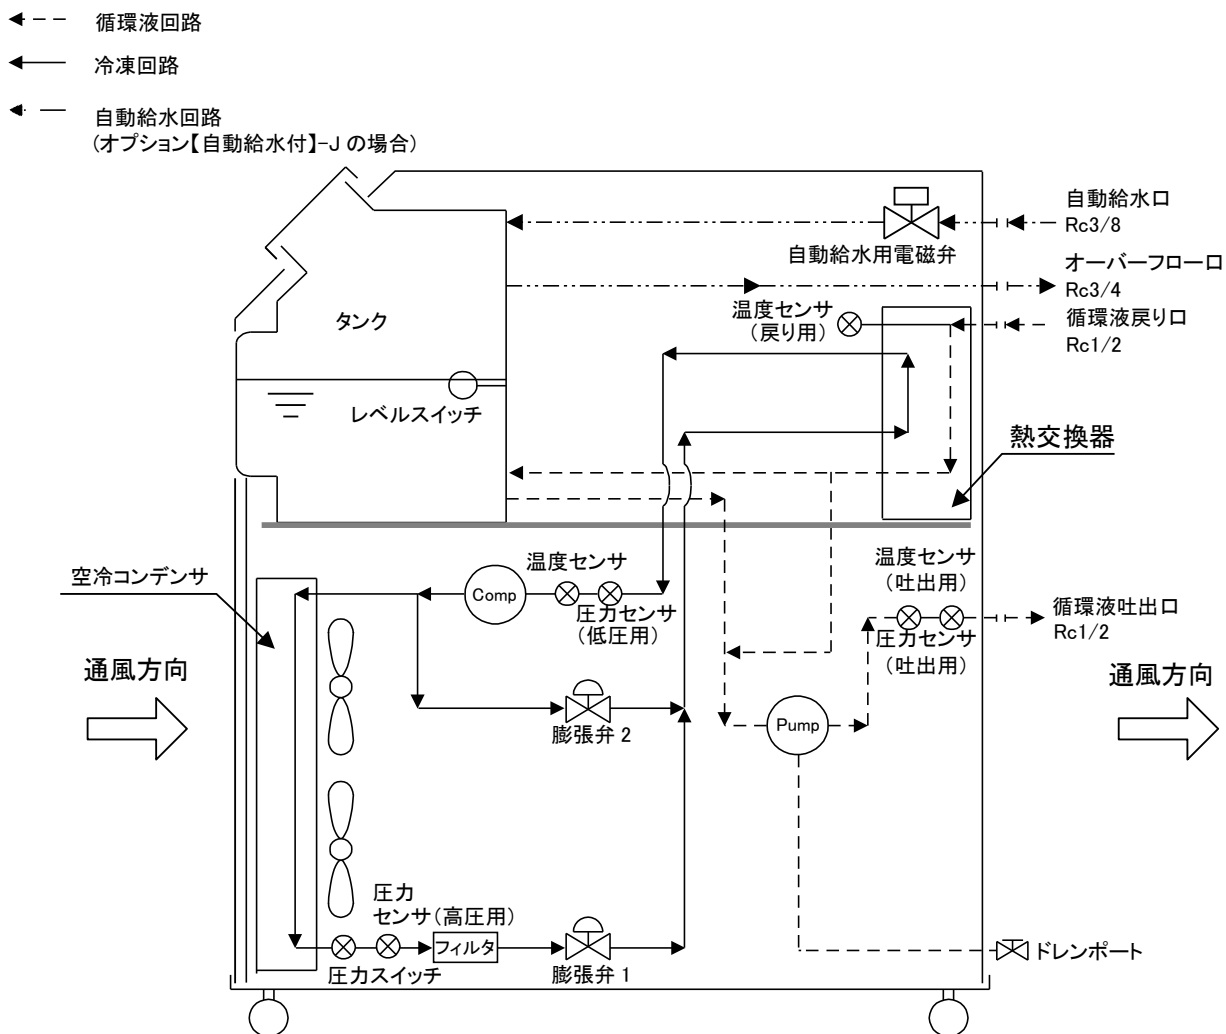 循環液回路
冷凍回路
自動給水回路
(オプション【自動給水付】-J の場合)
自動給水口
Rc3/8
自動給水用電磁弁
オーバーフロー口
Rc3/4
温度センサ
(戻り用)
循環液戻り口
Rc1/2
タンク
レベルスイッチ
熱交換器
空冷コンデンサ
Comp
温度センサ
圧力センサ
(低圧用)
温度センサ
(吐出用)
圧力センサ
(吐出用)
循環液吐出口
Rc1/2
通風方向
通風方向
膨張弁 2
Pump
圧力
センサ(高圧用)
フィルタ
圧力スイッチ
膨張弁 1
ドレンポート